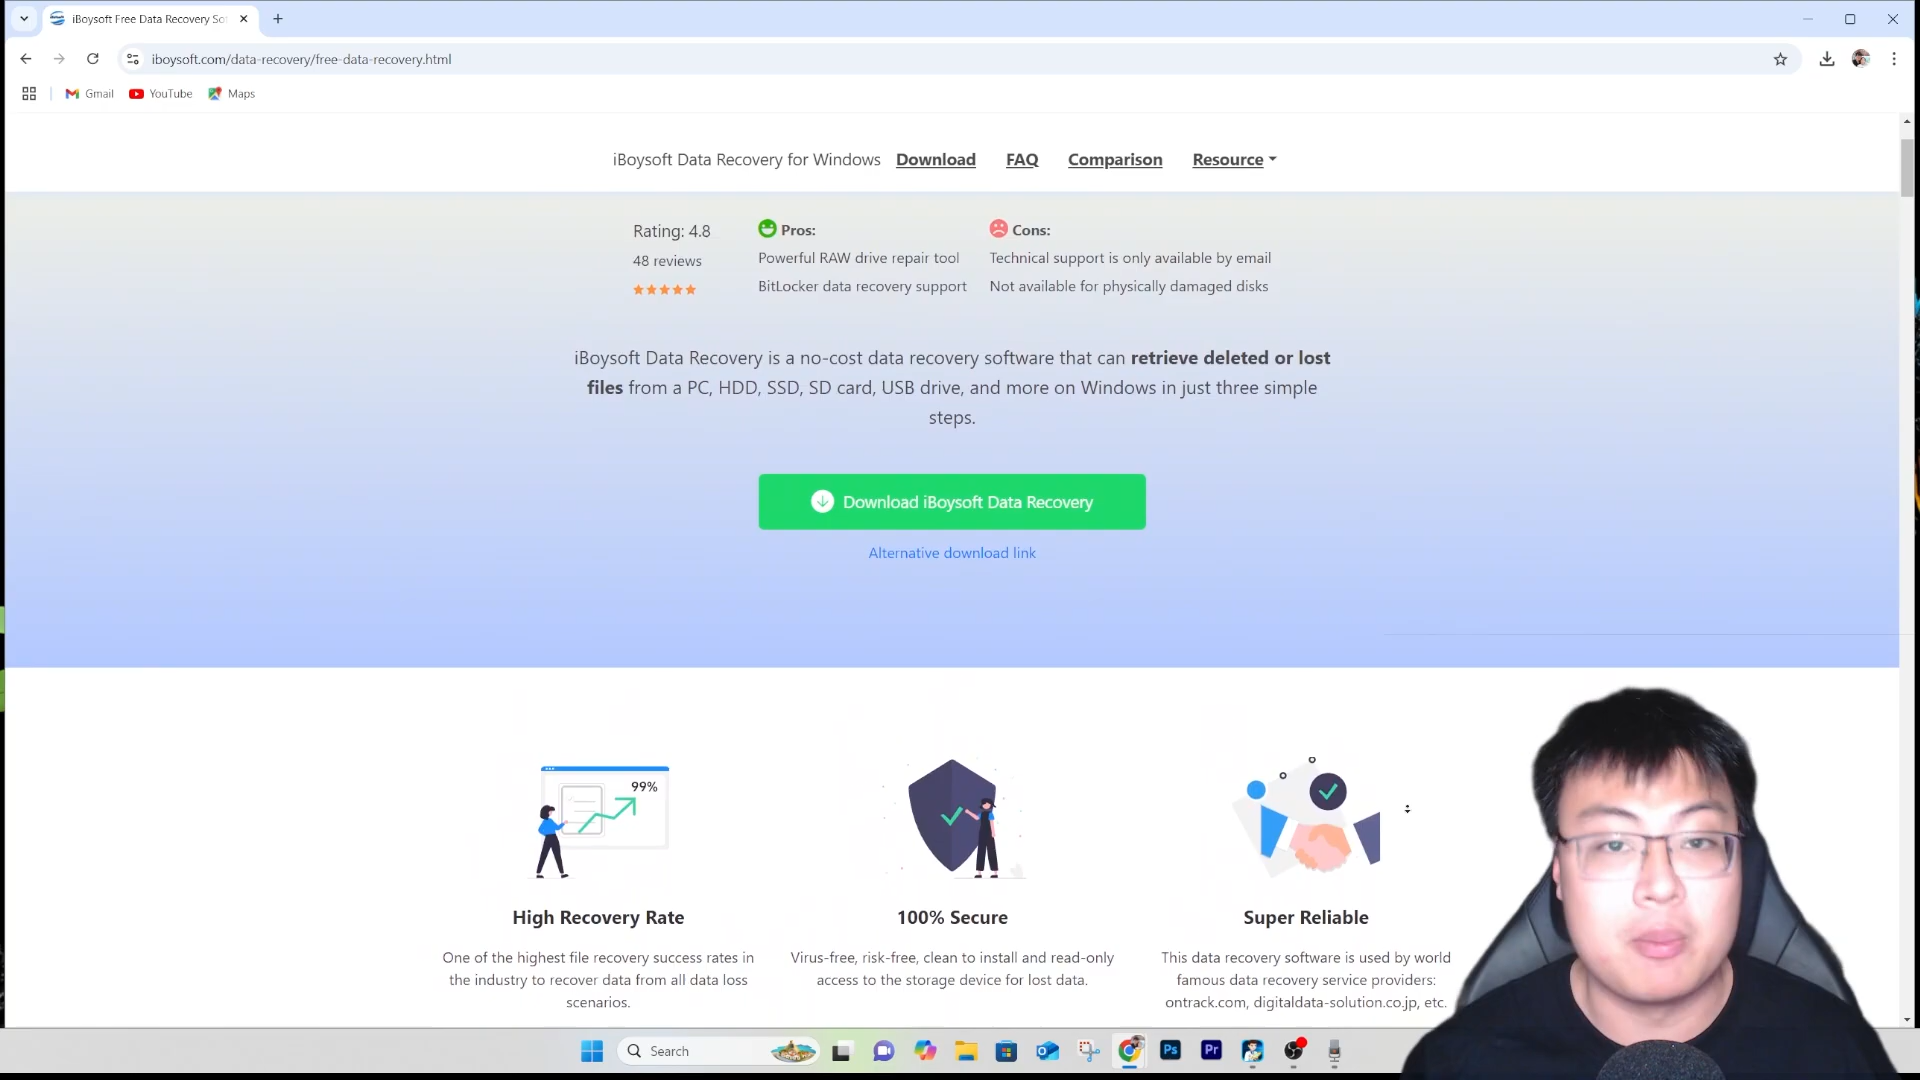 iBoysoft Free Data Recovery So
iboysoft.com/data-recovery/free-data-recovery.html
Gmail
YouTube
Maps
iBoysoft Data Recovery for Windows Download FAQ Comparison Resource
Rating: 4.8
48 reviews
Pros:
Powerful RAW drive repair tool
BitLocker data recovery support
Cons:
Technical support is only available by email
Not available for physically damaged disks
iBoysoft Data Recovery is a no-cost data recovery software that can retrieve deleted or lost
files from a PC, HDD, SSD, SD card, USB drive, and more on Windows in just three simple
steps.
Download iBoysoft Data Recovery
Alternative download link
99%
High Recovery Rate
One of the highest file recovery success rates in
the industry to recover data from all data loss
scenarios.
100% Secure
Virus-free, risk-free, clean to install and read-only
access to the storage device for lost data.
Super Reliable
This data recovery software is used by world
famous data recovery service providers:
ontrack.com, digitaldata-solution.co.jp, etc.
Search
Ps
Pr